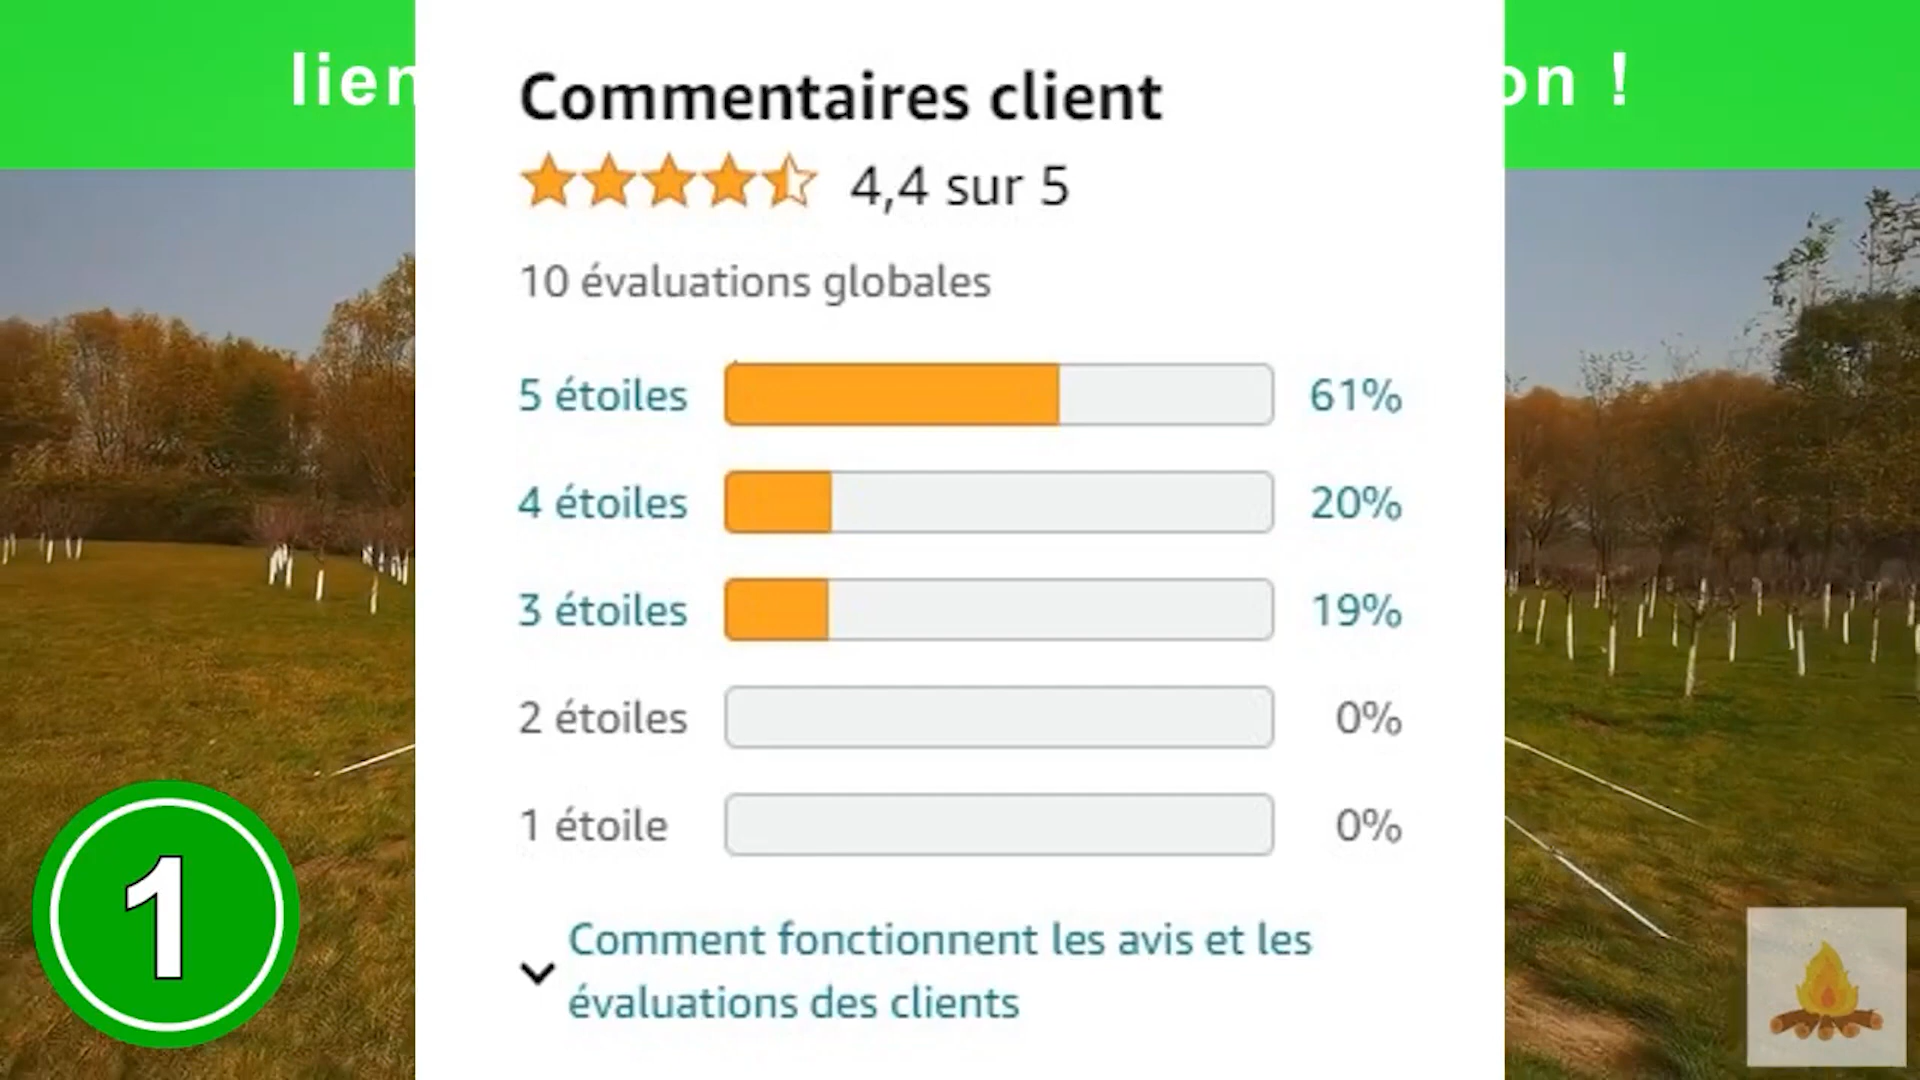 lien
on !
Commentaires client
4,4 sur 5
10 évaluations globales
5 étoiles 61%
4 étoiles 20%
3 étoiles 19%
2 étoiles 0%
1 étoile 0%
Comment fonctionnent les avis et les
évaluations des clients
1